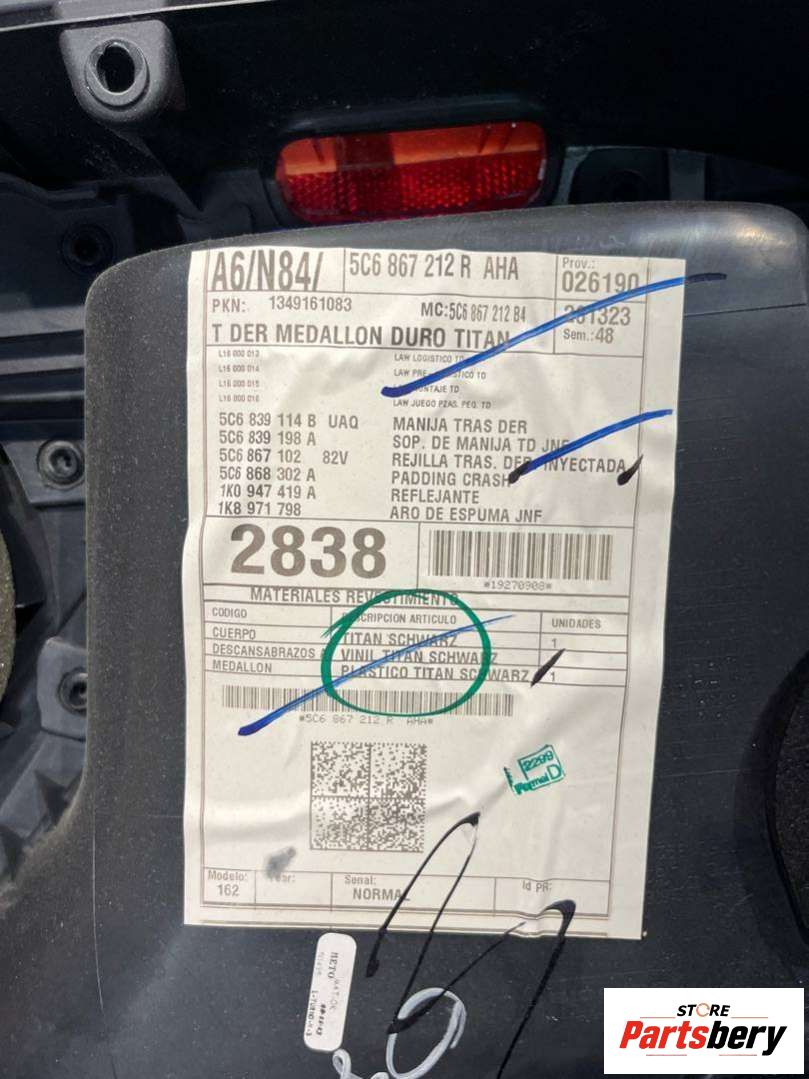 A6/N84/ 5C6 867 212 R AHA Prov.: 026190
PKN: 1349161083 MC:5C6 867 212 B4 261323
T DER MEDALLON DURO TITAN Sem.:48
L16 000 013 LAW LOGISTICO TD
L16 000 014 LAW TD
L16 000 015 TD
L16 000 016 LAW JUEGO PZAS. PEQ. TD
5C6 839 114 B UAQ MANIJA TRAS DER
5C6 839 198 A SOP. DE MANIJA TD JNF
5C6 867 102 82V REJILLA TRAS. DER INYECTADA
5C6 868 302 A PADDING CRASH
1K0 947 419 A REFLEJANTE
1K8 971 798 ARO DE ESPUMA JNF
2838
*19270908*
MATERIALES REVESTIMIENTO
CODIGO DESCRIPCION ARTICULO UNIDADES
CUERPO TITAN SCHWARZ 1
DESCANSABRAZOS VINIL TITAN SCHWARZ
MEDALLON PLASTICO TITAN SCHWARZ 1
*5C6 867 212 R AHA*
2299
D
Modelo: 162 Senal: NORMAL Id PR:
STORE
Partsbery